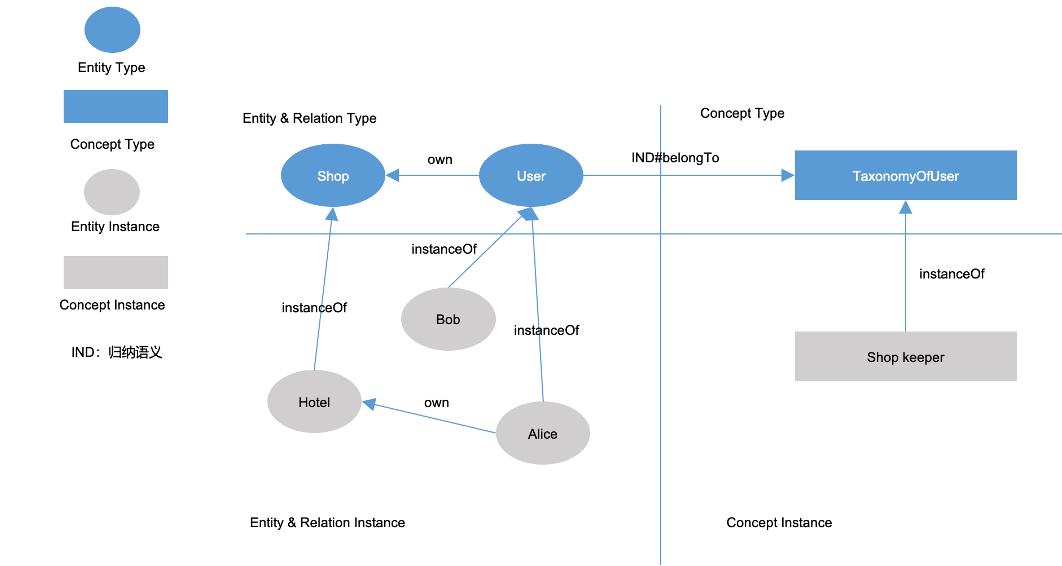 Entity Type
Concept Type
Entity Instance
Concept Instance
IND：归纳语义
Entity & Relation Type
Concept Type
Shop
own
User
IND#belongTo
TaxonomyOfUser
instanceOf
instanceOf
instanceOf
instanceOf
Bob
Shop keeper
Hotel
own
Alice
Entity & Relation Instance
Concept Instance